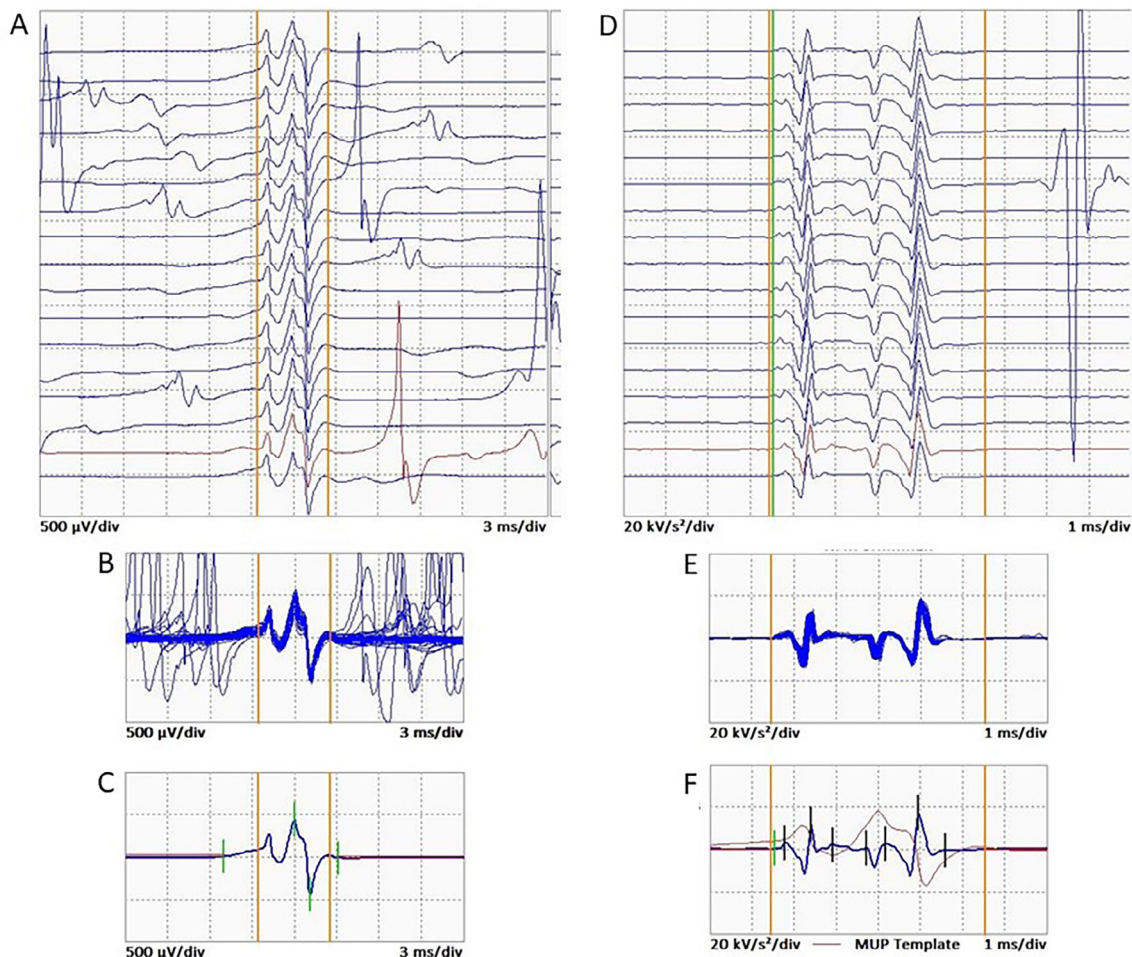 A
500 µV/div 3 ms/div
D
20 kV/s²/div 1 ms/div
B
500 µV/div 3 ms/div
E
20 kV/s²/div 1 ms/div
C
500 µV/div 3 ms/div
F
20 kV/s²/div MUP Template 1 ms/div